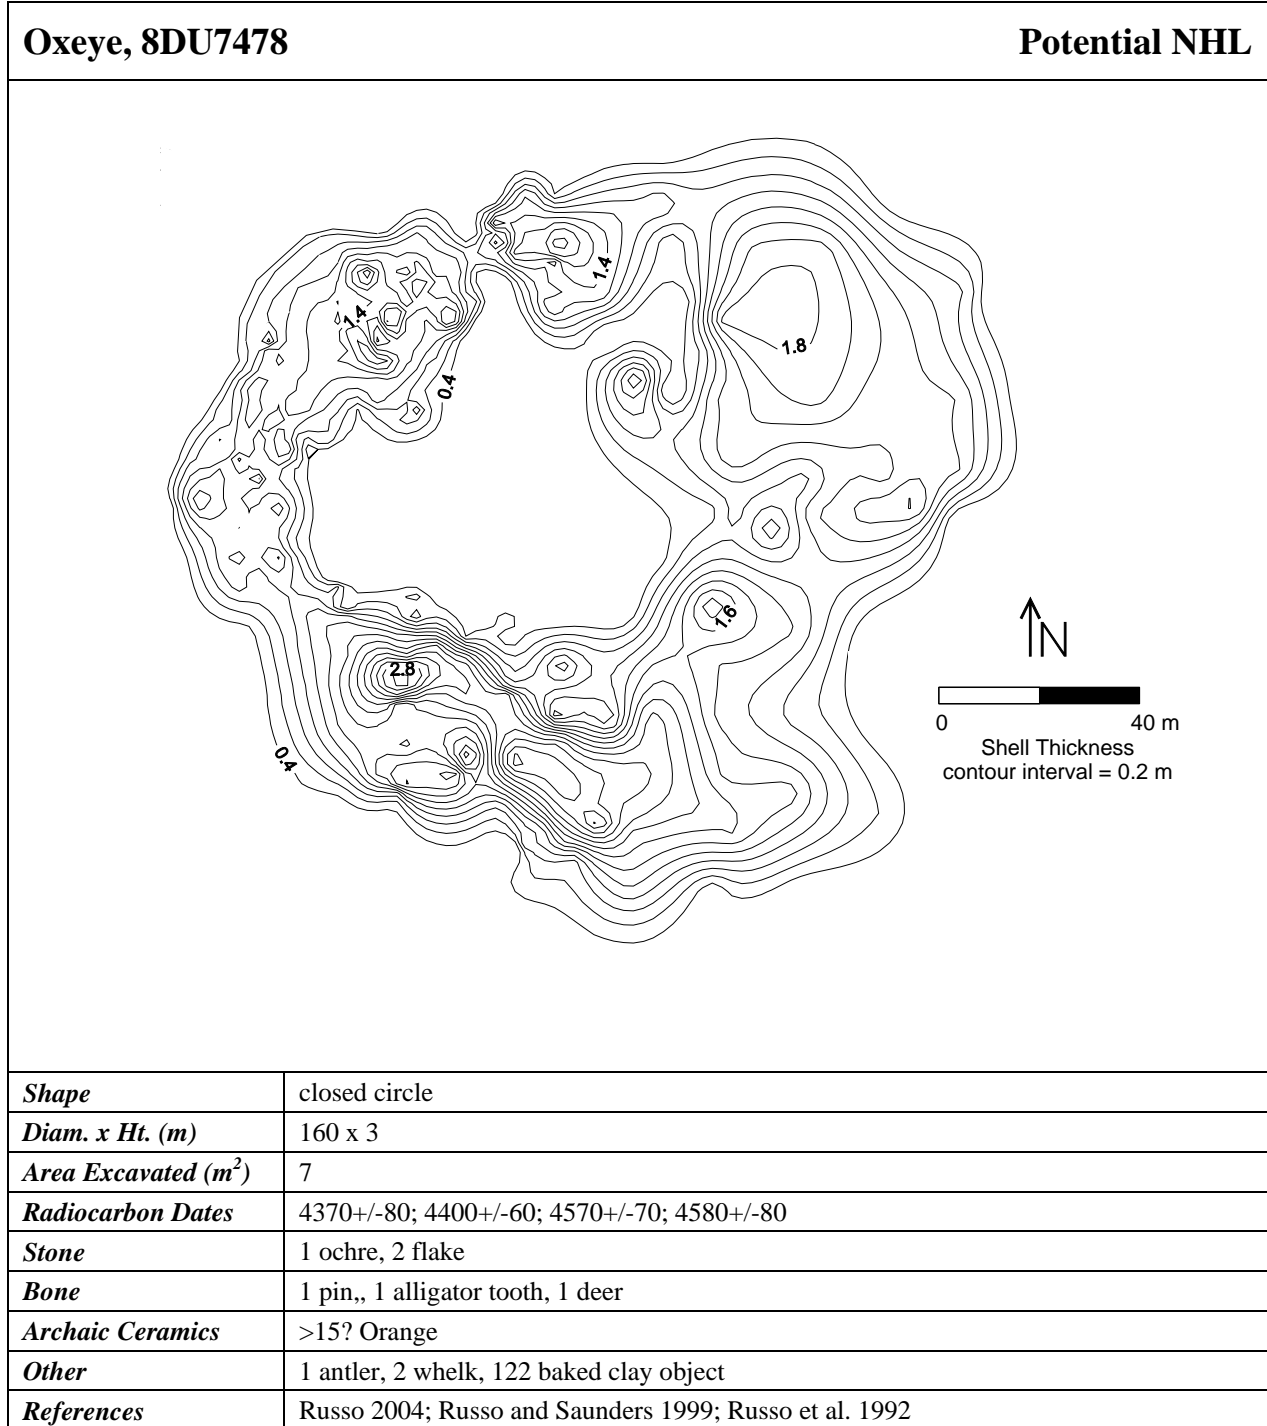 Oxeye, 8DU7478 Potential NHL
1.4
1.4
1.8
0.4
1.6
2.8
0.4
N
0 40 m
Shell Thickness
contour interval = 0.2 m
Shape closed circle
Diam. x Ht. (m) 160 x 3
Area Excavated (m²) 7
Radiocarbon Dates 4370+/-80; 4400+/-60; 4570+/-70; 4580+/-80
Stone 1 ochre, 2 flake
Bone 1 pin,, 1 alligator tooth, 1 deer
Archaic Ceramics >15? Orange
Other 1 antler, 2 whelk, 122 baked clay object
References Russo 2004; Russo and Saunders 1999; Russo et al. 1992